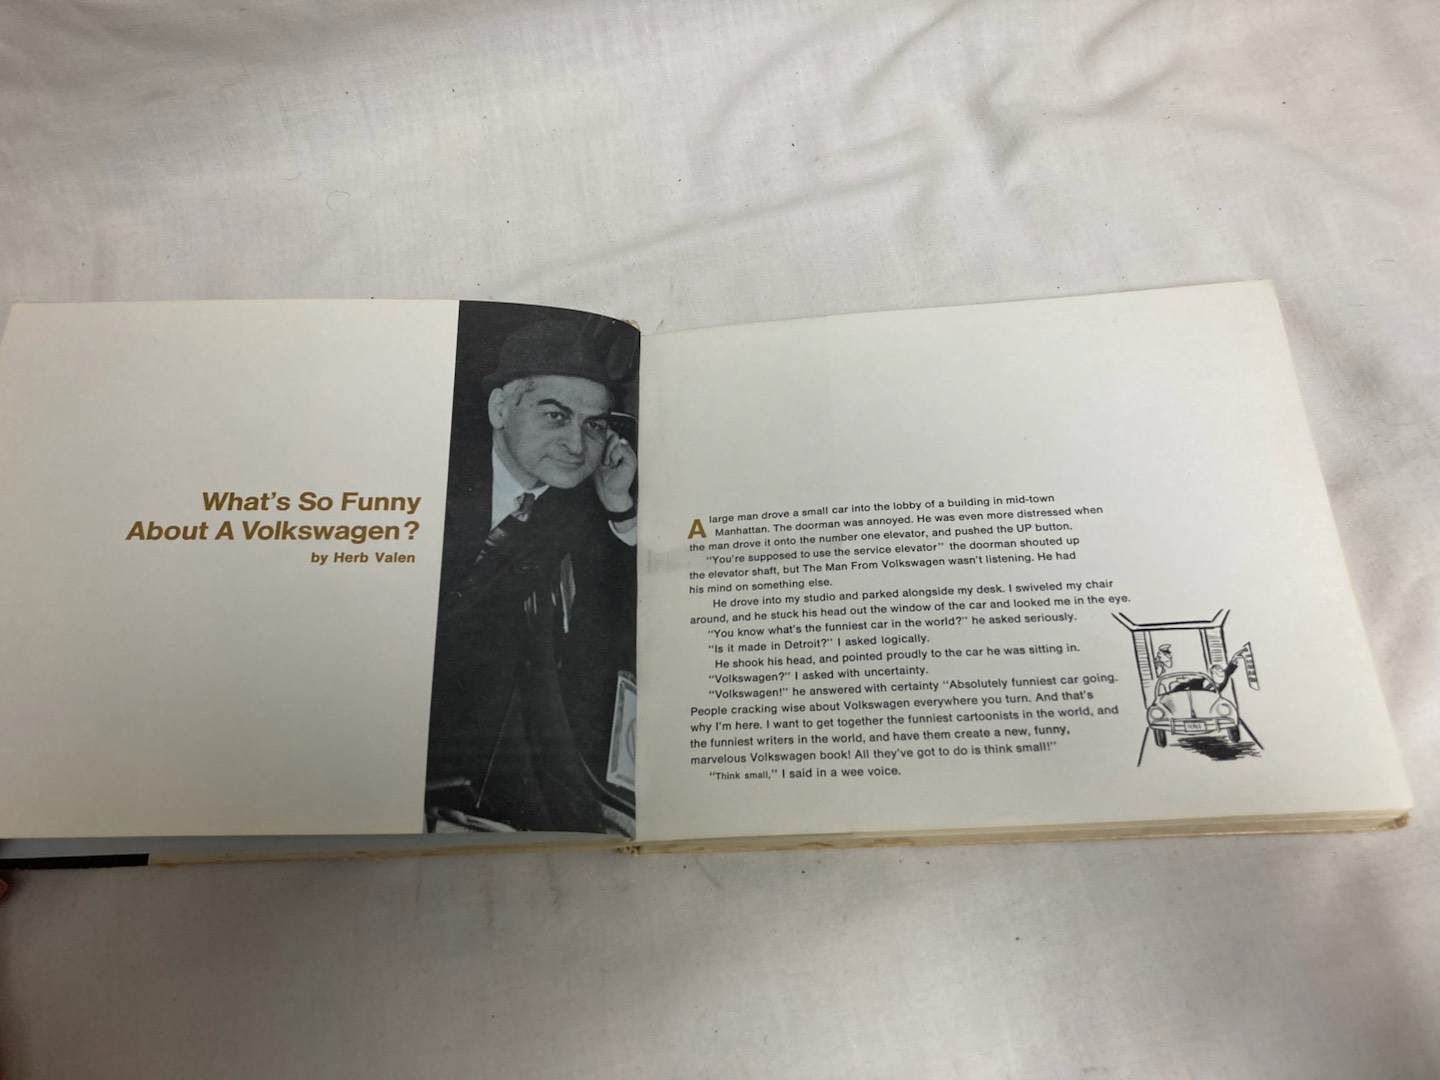 What's So Funny
About A Volkswagen?
by Herb Valen
A large man drove a small car into the lobby of a building in mid-town
Manhattan. The doorman was annoyed. He was even more distressed when
the man drove it onto the number one elevator, and pushed the UP button.
"You're supposed to use the service elevator" the doorman shouted up
the elevator shaft, but The Man From Volkswagen wasn't listening. He had
his mind on something else.
He drove into my studio and parked alongside my desk. I swiveled my chair
around, and he stuck his head out the window of the car and looked me in the eye.
"You know what's the funniest car in the world?" he asked seriously.
"Is it made in Detroit?" I asked logically.
He shook his head, and pointed proudly to the car he was sitting in.
"Volkswagen?" I asked with uncertainty.
"Volkswagen!" he answered with certainty "Absolutely funniest car going.
People cracking wise about Volkswagen everywhere you turn. And that's
why I'm here. I want to get together the funniest cartoonists in the world, and
the funniest writers in the world, and have them create a new, funny,
marvelous Volkswagen book! All they've got to do is think small!"
"Think small," I said in a wee voice.